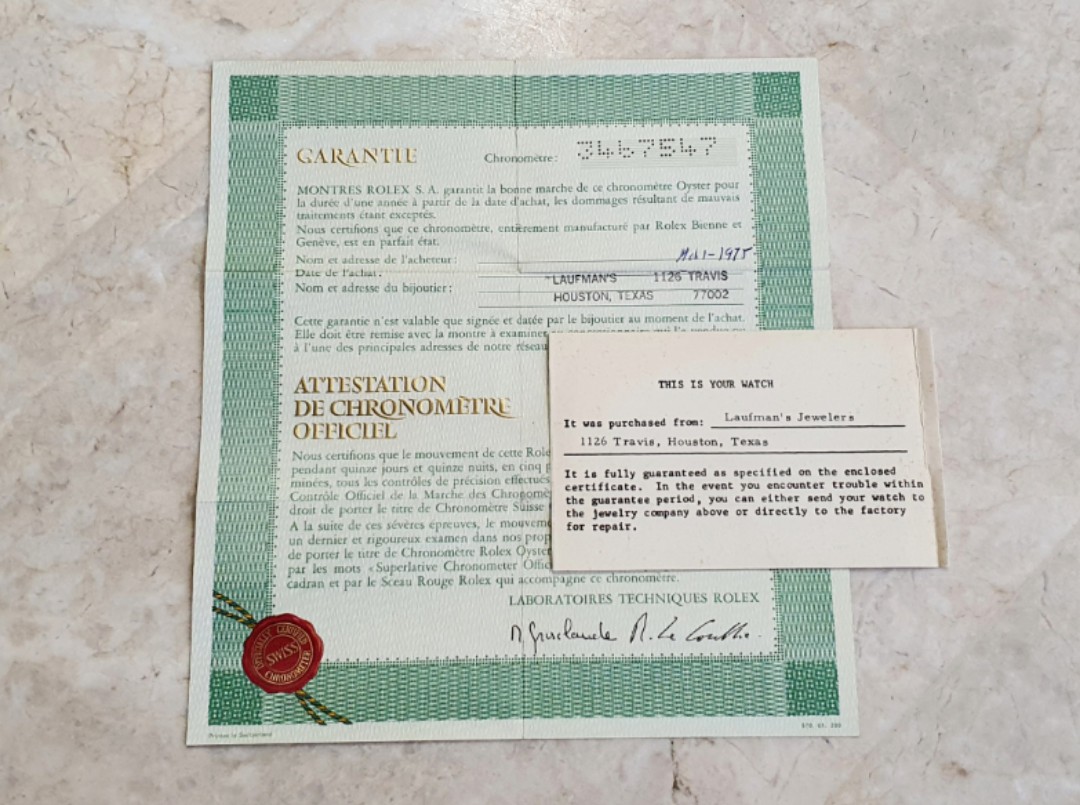 GARANTIE
Chronomètre: 3467547
MONTRES ROLEX S. A. garantit la bonne marche de ce chronomètre Oyster pour
la durée d'une année à partir de la date d'achat, les dommages résultant de mauvais
traitements étant exceptés.
Nous certifions que ce chronomètre, entièrement manufacturé par Rolex Bienne et
Genève, est en parfait état.
Nom et adresse de l'acheteur:
1-1975
Date de l'achat:
LAUFMAN'S 1126 TRAVIS
Nom et adresse du bijoutier:
HOUSTON, TEXAS 77002
Cette garantie n'est valable que signée et datée par le bijoutier au moment de l'achat.
Elle doit être remise avec la montre à examiner
à l'une des principales adresses de notre réseau
ATTESTATION
DE CHRONOMÈTRE
OFFICIEL
Nous certifions que le mouvement de cette
pendant quinze jours et quinze nuits, en cinq
minées, tous les contrôles de précision effectués
Contrôle Officiel de la Marche des
droit de porter le titre de Chronomètre Suisse
A la suite de ces sévères épreuves, le
un dernier et rigoureux examen dans nos
de porter le titre de Chronomètre Rolex Oyster
par les mots «Superlative Chronometer
cadran et par le Sceau Rouge Rolex qui accompagne ce chronomètre.
LABORATOIRES TECHNIQUES ROLEX
CERTIFIED
SWISS
CHRONOMETER
Printed in Switzerland
THIS IS YOUR WATCH
It was purchased from: Laufman's Jewelers
1126 Travis, Houston, Texas
It is fully guaranteed as specified on the enclosed
certificate. In the event you encounter trouble within
the guarantee period, you can either send your watch to
the jewelry company above or directly to the factory
for repair.